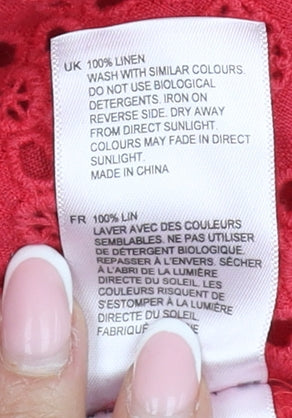 UK 100% LINEN
WASH WITH SIMILAR COLOURS.
DO NOT USE BIOLOGICAL
DETERGENTS. IRON ON
REVERSE SIDE. DRY AWAY
FROM DIRECT SUNLIGHT.
COLOURS MAY FADE IN DIRECT
SUNLIGHT.
MADE IN CHINA
FR 100% LIN
LAVER AVEC DES COULEURS
SEMBLABLES. NE PAS UTILISER
DE DÉTERGENT BIOLOGIQUE.
REPASSER À L'ENVERS. SÉCHER
À L'ABRI DE LA LUMIÈRE
DIRECTE DU SOLEIL. LES
COULEURS RISQUENT DE
S'ESTOMPER À LA LUMIÈRE
DIRECTE DU SOLEIL
FABRIQUÉ